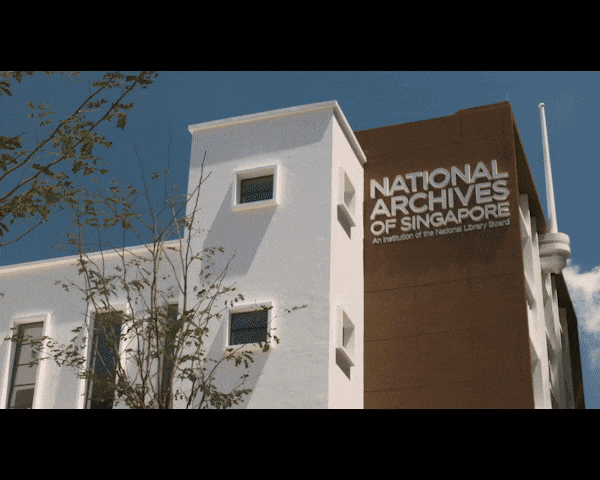 NATIONAL
ARCHIVES
OF SINGAPORE
An Institution of the National Library Board